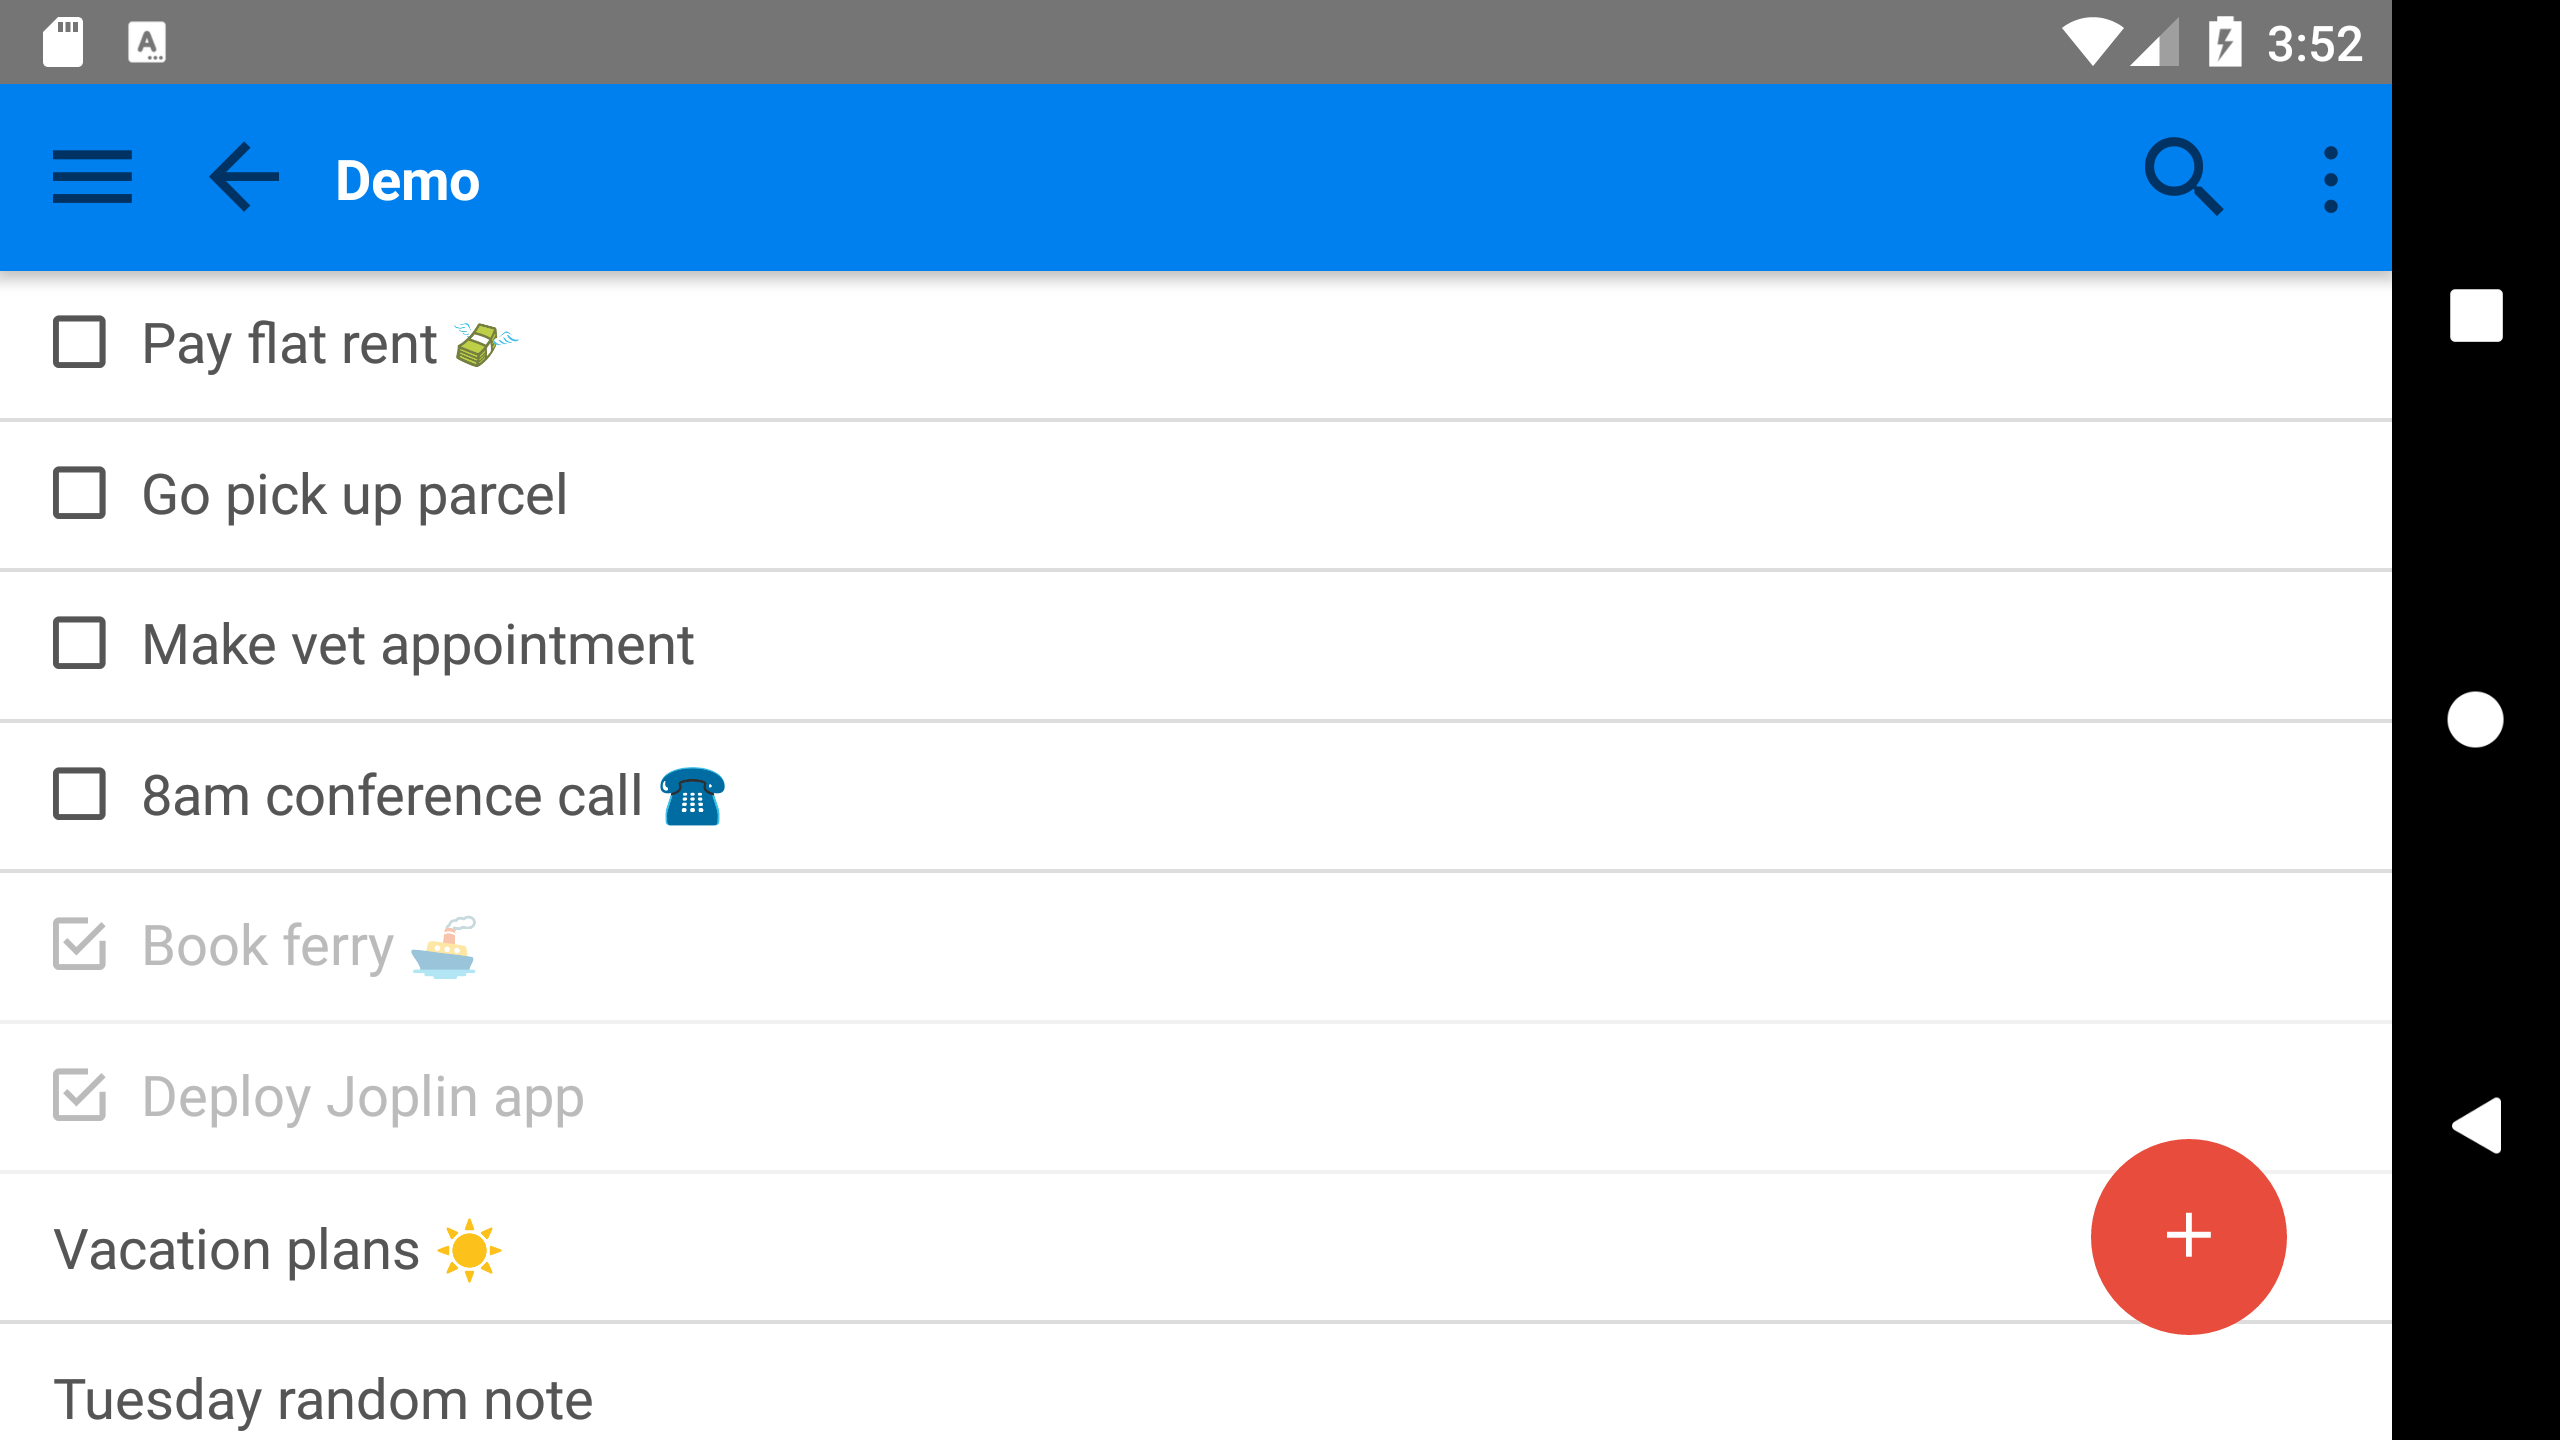 3:52
Demo
Pay flat rent 💸
Go pick up parcel
Make vet appointment
8am conference call ☎
Book ferry 🚢
Deploy Joplin app
Vacation plans ☀
Tuesday random note